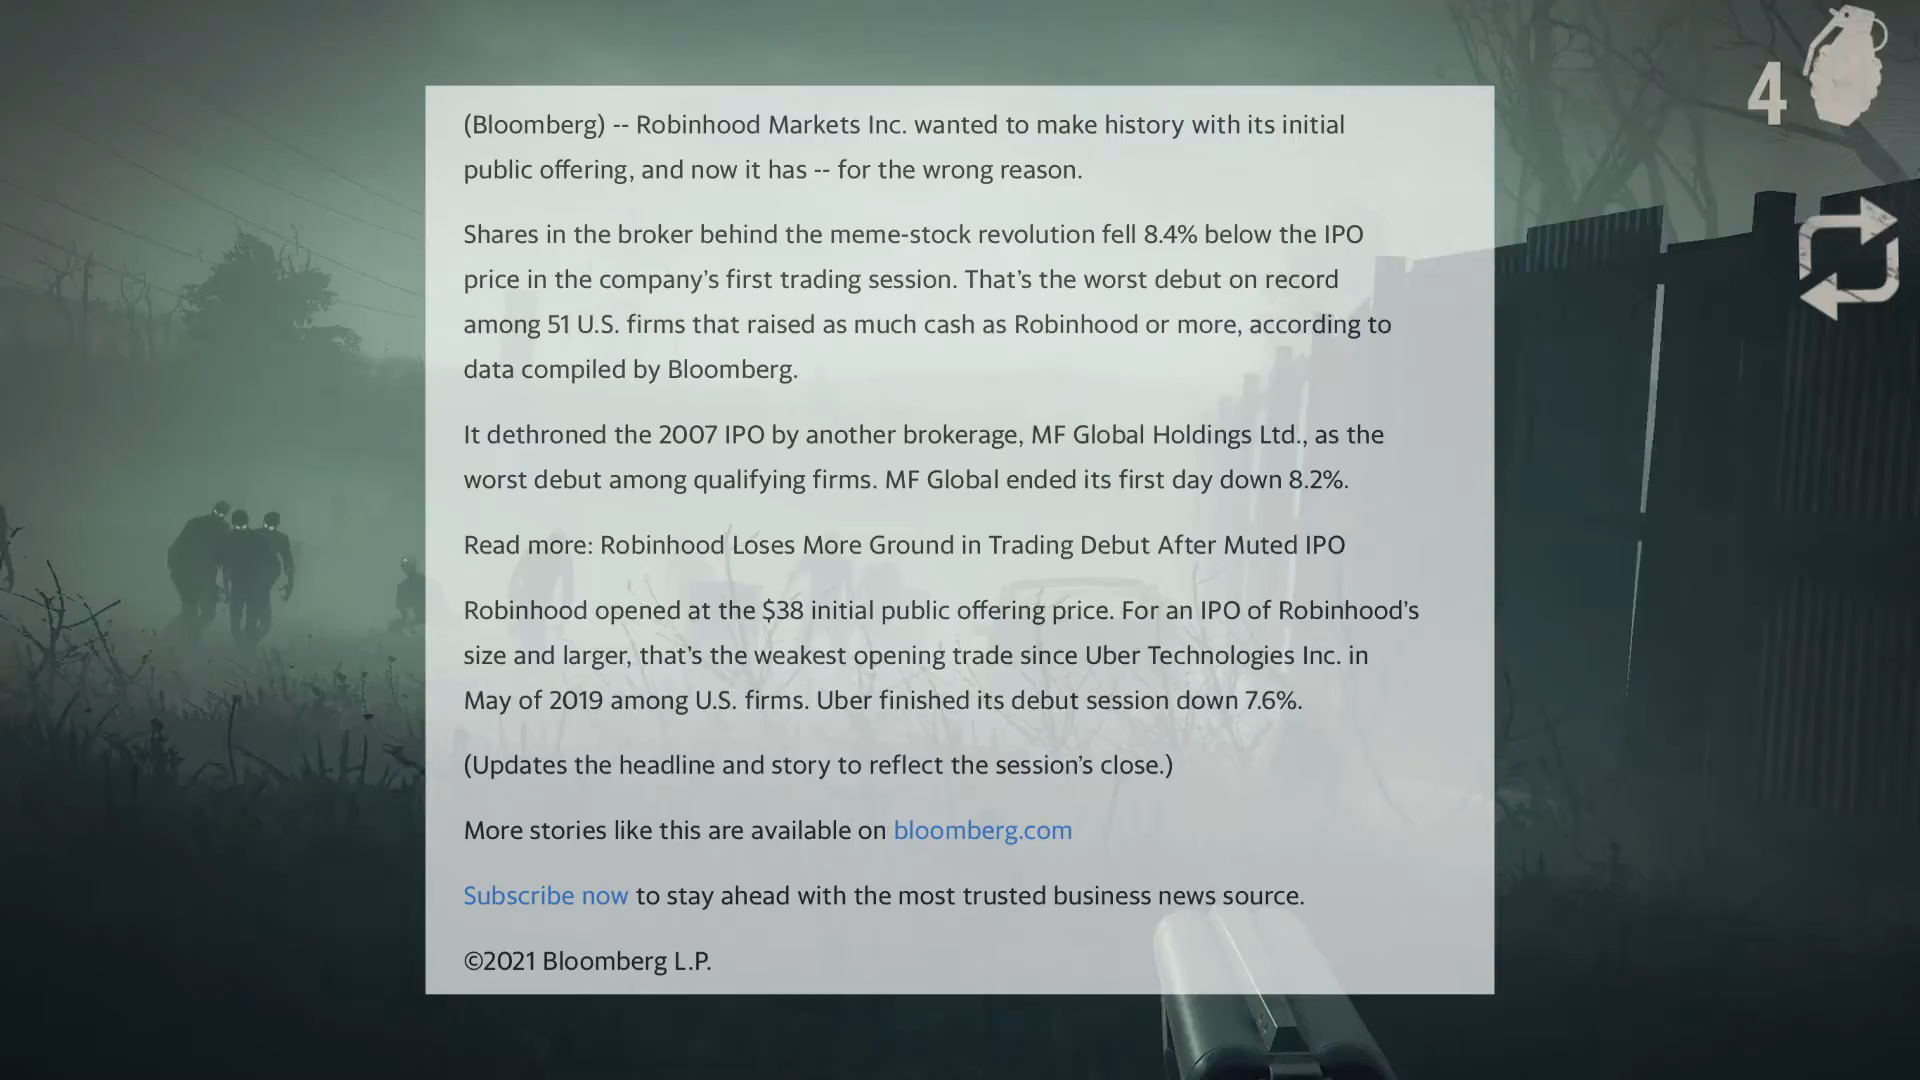 4
(Bloomberg) -- Robinhood Markets Inc. wanted to make history with its initial
public offering, and now it has -- for the wrong reason.
Shares in the broker behind the meme-stock revolution fell 8.4% below the IPO
price in the company’s first trading session. That’s the worst debut on record
among 51 U.S. firms that raised as much cash as Robinhood or more, according to
data compiled by Bloomberg.
It dethroned the 2007 IPO by another brokerage, MF Global Holdings Ltd., as the
worst debut among qualifying firms. MF Global ended its first day down 8.2%.
Read more: Robinhood Loses More Ground in Trading Debut After Muted IPO
Robinhood opened at the $38 initial public offering price. For an IPO of Robinhood’s
size and larger, that’s the weakest opening trade since Uber Technologies Inc. in
May of 2019 among U.S. firms. Uber finished its debut session down 7.6%.
(Updates the headline and story to reflect the session’s close.)
More stories like this are available on bloomberg.com
Subscribe now to stay ahead with the most trusted business news source.
©2021 Bloomberg L.P.